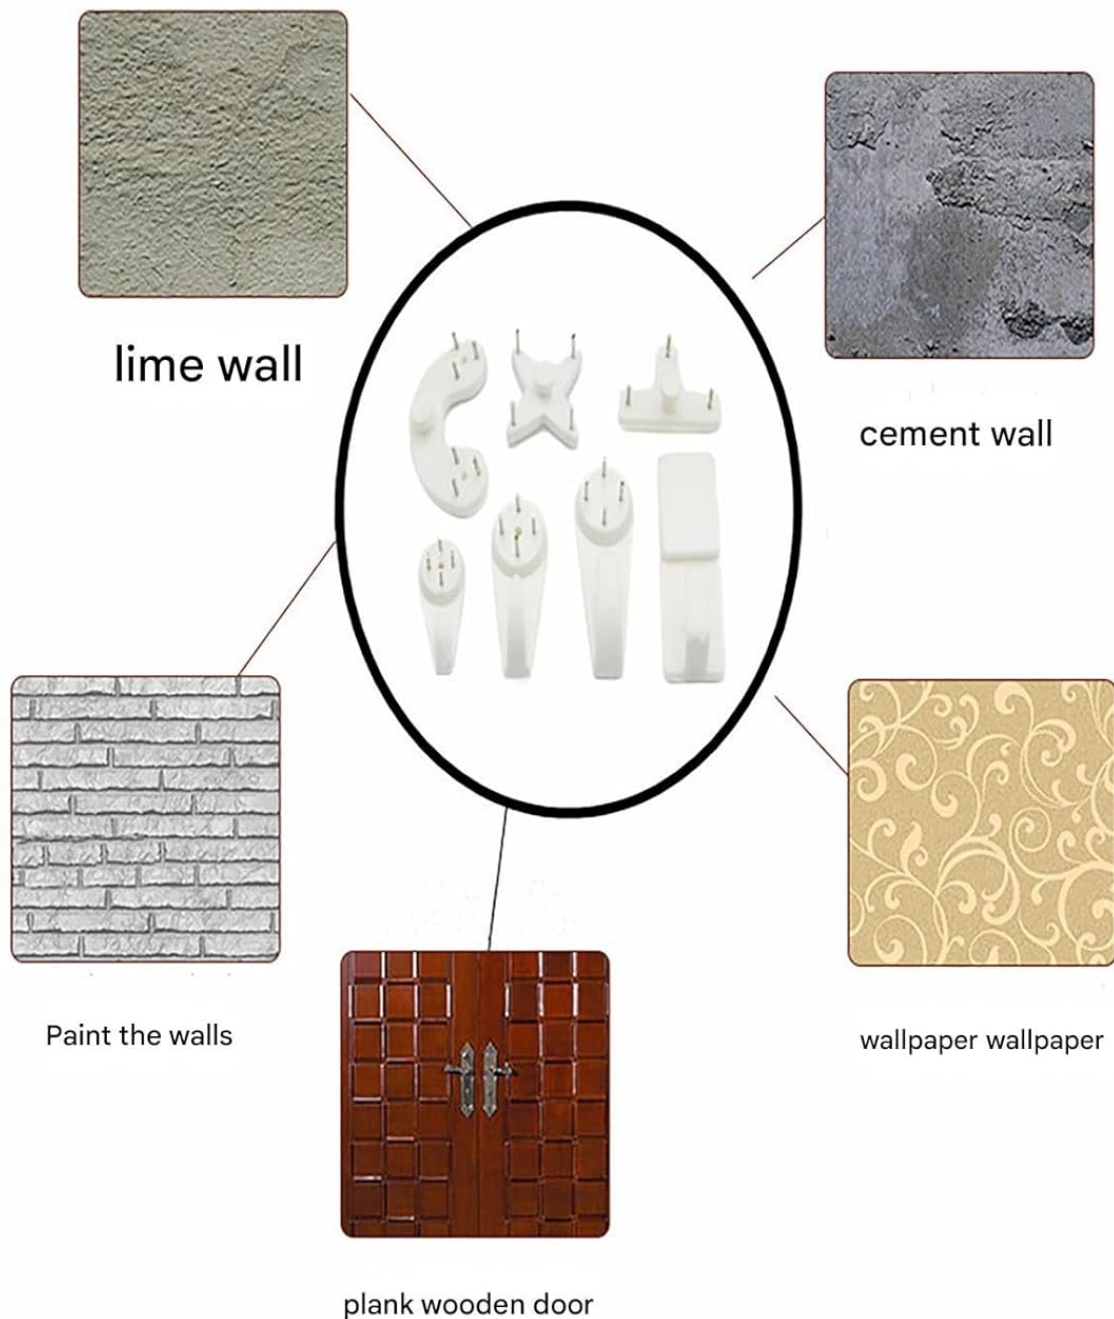 lime wall
cement wall
Paint the walls
wallpaper wallpaper
plank wooden door